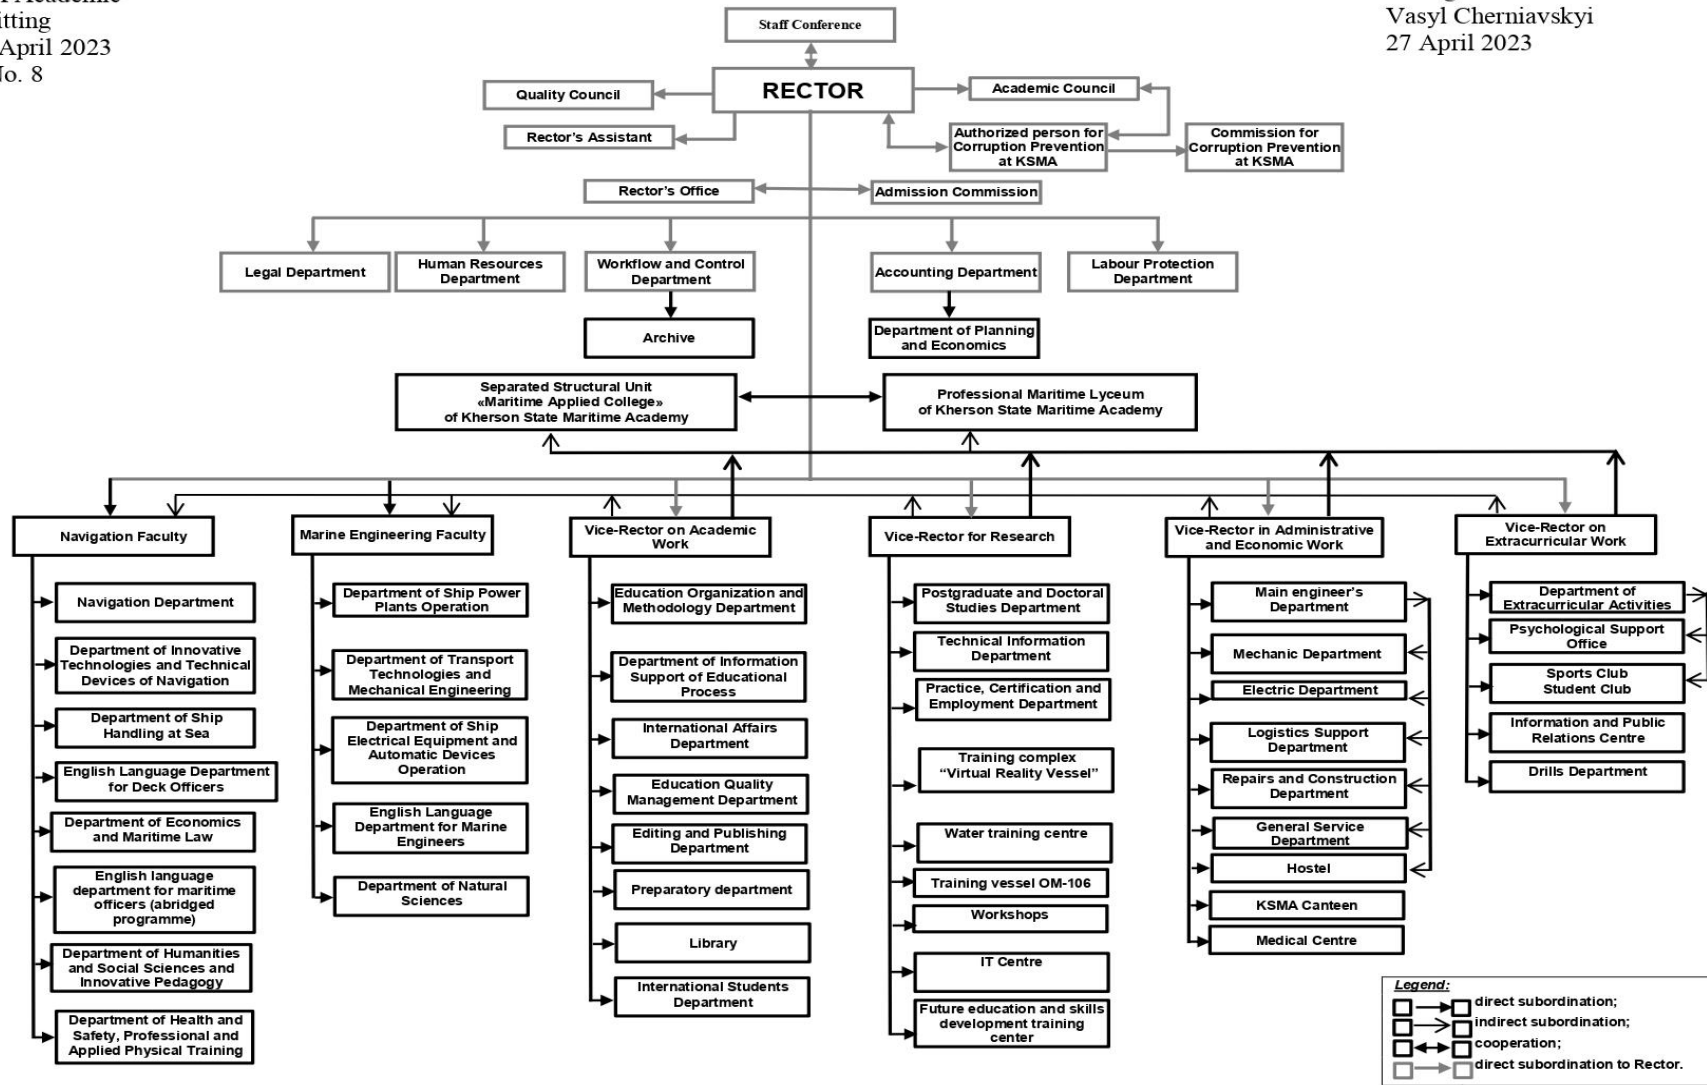 Academic
itting
April 2023
No. 8
Vasyl Cherniavskyi
27 April 2023
Staff Conference
RECTOR
Quality Council
Academic Council
Rector's Assistant
Authorized person for
Corruption Prevention
at KSMA
Commission for
Corruption Prevention
at KSMA
Rector's Office
Admission Commission
Legal Department
Human Resources
Department
Workflow and Control
Department
Accounting Department
Labour Protection
Department
Archive
Department of Planning
and Economics
Separated Structural Unit
«Maritime Applied College»
of Kherson State Maritime Academy
Professional Maritime Lyceum
of Kherson State Maritime Academy
Navigation Faculty
Navigation Department
Department of Innovative
Technologies and Technical
Devices of Navigation
Department of Ship
Handling at Sea
English Language Department
for Deck Officers
Department of Economics
and Maritime Law
English language
department for maritime
officers (abridged
programme)
Department of Humanities
and Social Sciences and
Innovative Pedagogy
Department of Health and
Safety, Professional and
Applied Physical Training
Marine Engineering Faculty
Department of Ship Power
Plants Operation
Department of Transport
Technologies and
Mechanical Engineering
Department of Ship
Electrical Equipment and
Automatic Devices
Operation
English Language
Department for Marine
Engineers
Department of Natural
Sciences
Vice-Rector on Academic
Work
Education Organization and
Methodology Department
Department of Information
Support of Educational
Process
International Affairs
Department
Education Quality
Management Department
Editing and Publishing
Department
Preparatory department
Library
International Students
Department
Vice-Rector for Research
Postgraduate and Doctoral
Studies Department
Technical Information
Department
Practice, Certification and
Employment Department
Training complex
“Virtual Reality Vessel”
Water training centre
Training vessel OM-106
Workshops
IT Centre
Future education and skills
development training
center
Vice-Rector in Administrative
and Economic Work
Main engineer's
Department
Mechanic Department
Electric Department
Logistics Support
Department
Repairs and Construction
Department
General Service
Department
Hostel
KSMA Canteen
Medical Centre
Vice-Rector on
Extracurricular Work
Department of
Extracurricular Activities
Psychological Support
Office
Sports Club
Student Club
Information and Public
Relations Centre
Drills Department
Legend:
direct subordination;
indirect subordination;
cooperation;
direct subordination to Rector.